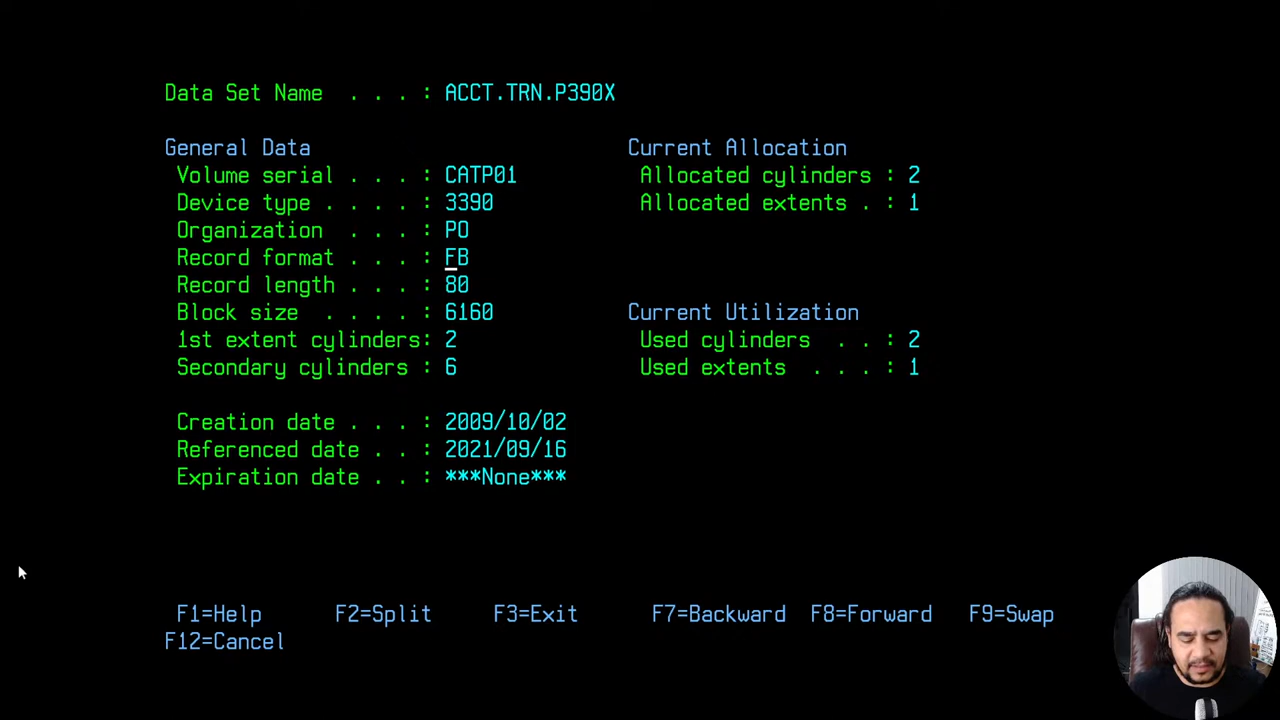 Data Set Name  . . . : ACCT.TRN.P390X
General Data Current Allocation
Volume serial . . . : CATP01 Allocated cylinders : 2
Device type . . . . : 3390 Allocated extents . : 1
Organization  . . . : PO
Record format . . . : FB
Record length . . . : 80
Block size  . . . . : 6160 Current Utilization
1st extent cylinders: 2 Used cylinders  . . : 2
Secondary cylinders : 6 Used extents  . . . : 1
Creation date . . . : 2009/10/02
Referenced date . . : 2021/09/16
Expiration date . . : ***None***
F1=Help F2=Split F3=Exit F7=Backward F8=Forward F9=Swap
F12=Cancel